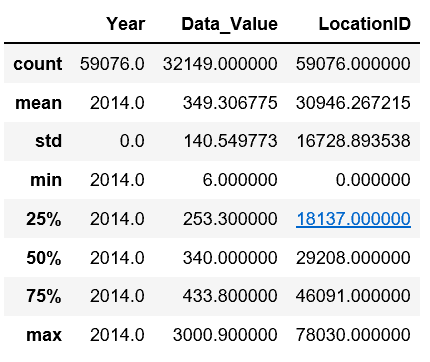 Year Data_Value LocationID
count 59076.0 32149.000000 59076.000000
mean 2014.0 349.306775 30946.267215
std 0.0 140.549773 16728.893538
min 2014.0 6.000000 0.000000
25% 2014.0 253.300000 18137.000000
50% 2014.0 340.000000 29208.000000
75% 2014.0 433.800000 46091.000000
max 2014.0 3000.900000 78030.000000